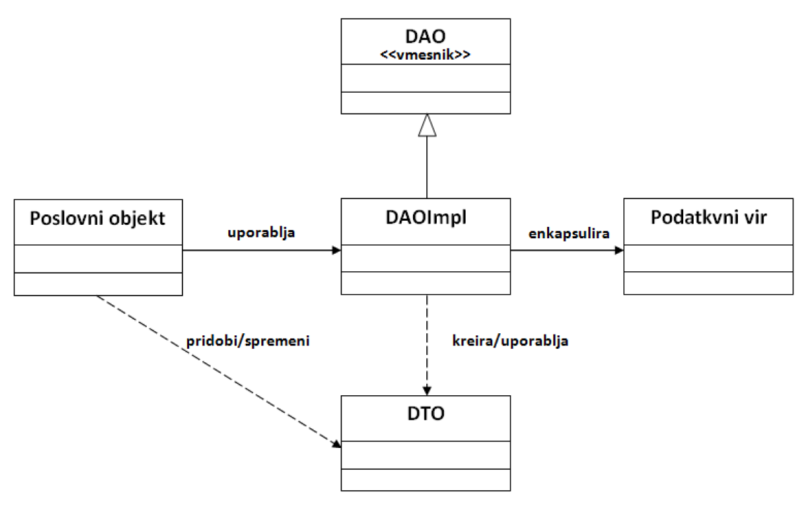 DAO
<<vmesnik>>
Poslovni objekt
uporablja
DAOImpl
enkapsulira
Podatkvni vir
pridobi/spremeni
kreira/uporablja
DTO